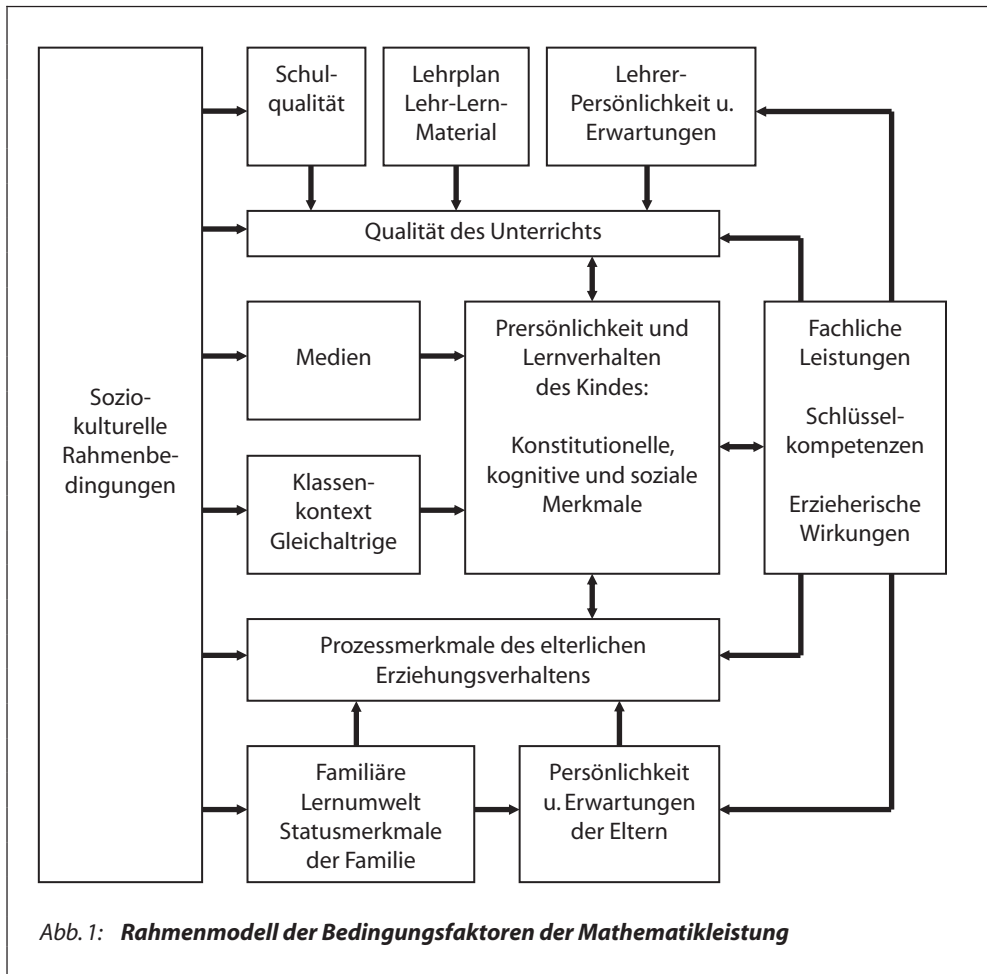 Sozio-
kulturelle
Rahmenbe-
dingungen
Schul-
qualität
Lehrplan
Lehr-Lern-
Material
Lehrer-
Persönlichkeit u.
Erwartungen
Qualität des Unterrichts
Medien
Klassen-
kontext
Gleichaltrige
Prersönlichkeit und
Lernverhalten
des Kindes:
Konstitutionelle,
kognitive und soziale
Merkmale
Fachliche
Leistungen
Schlüssel-
kompetenzen
Erzieherische
Wirkungen
Prozessmerkmale des elterlichen
Erziehungsverhaltens
Familiäre
Lernumwelt
Statusmerkmale
der Familie
Persönlichkeit
u. Erwartungen
der Eltern
Abb. 1: Rahmenmodell der Bedingungsfaktoren der Mathematikleistung